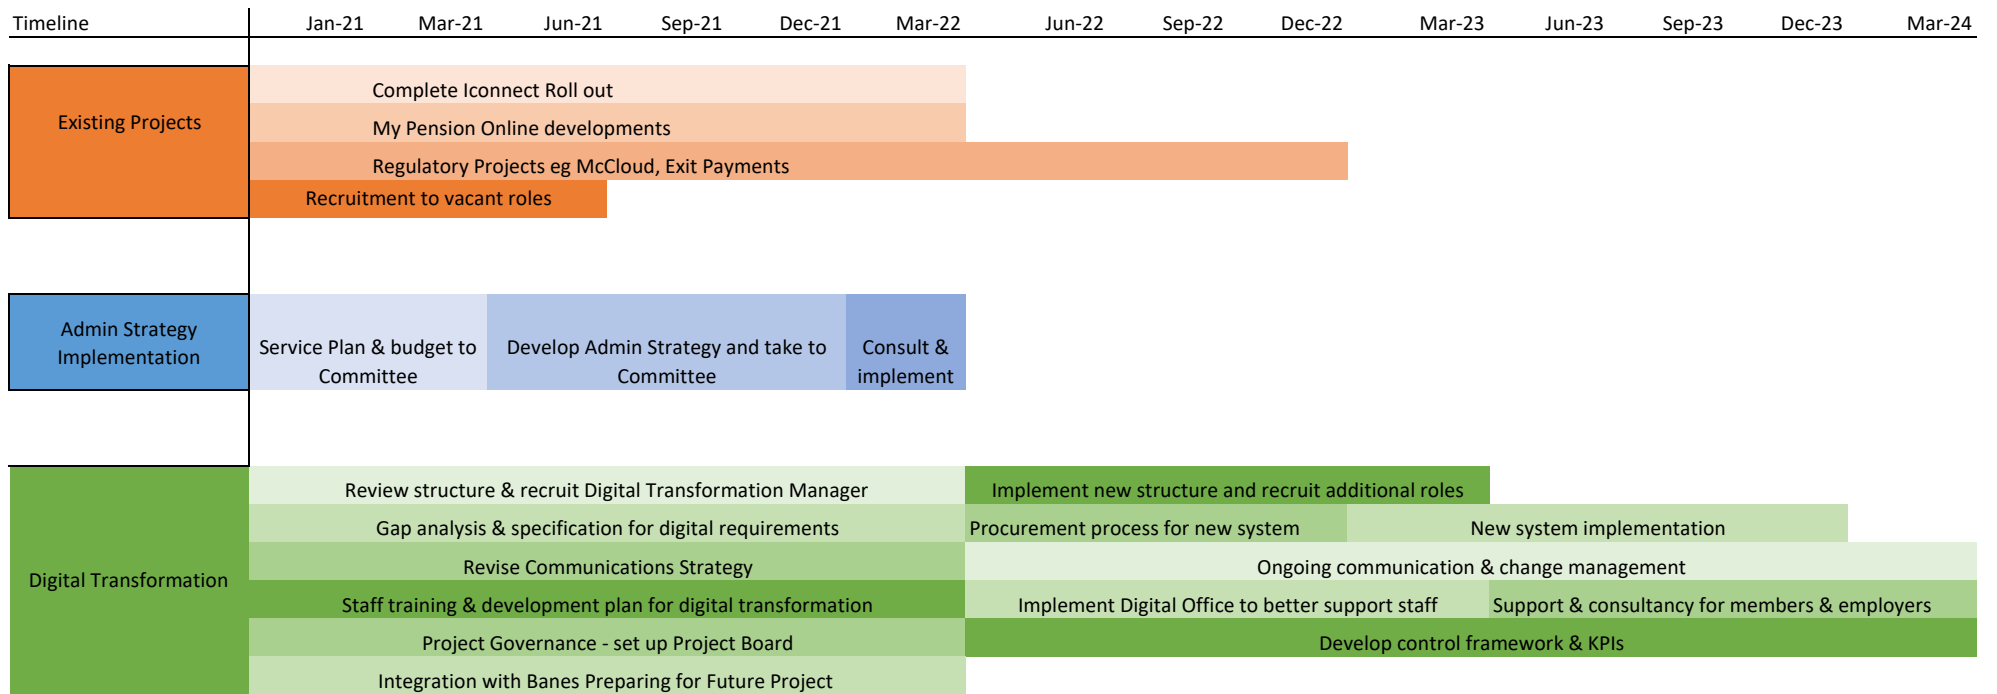 Timeline Jan-21 Mar-21 Jun-21 Sep-21 Dec-21 Mar-22 Jun-22 Sep-22 Dec-22 Mar-23 Jun-23 Sep-23 Dec-23 Mar-24
Existing Projects
Complete Iconnect Roll out
My Pension Online developments
Regulatory Projects eg McCloud, Exit Payments
Recruitment to vacant roles
Admin Strategy
Implementation
Service Plan & budget to
Committee
Develop Admin Strategy and take to
Committee
Consult &
implement
Digital Transformation
Review structure & recruit Digital Transformation Manager
Implement new structure and recruit additional roles
Gap analysis & specification for digital requirements
Procurement process for new system
New system implementation
Revise Communications Strategy
Ongoing communication & change management
Staff training & development plan for digital transformation
Implement Digital Office to better support staff
Support & consultancy for members & employers
Project Governance - set up Project Board
Develop control framework & KPIs
Integration with Banes Preparing for Future Project